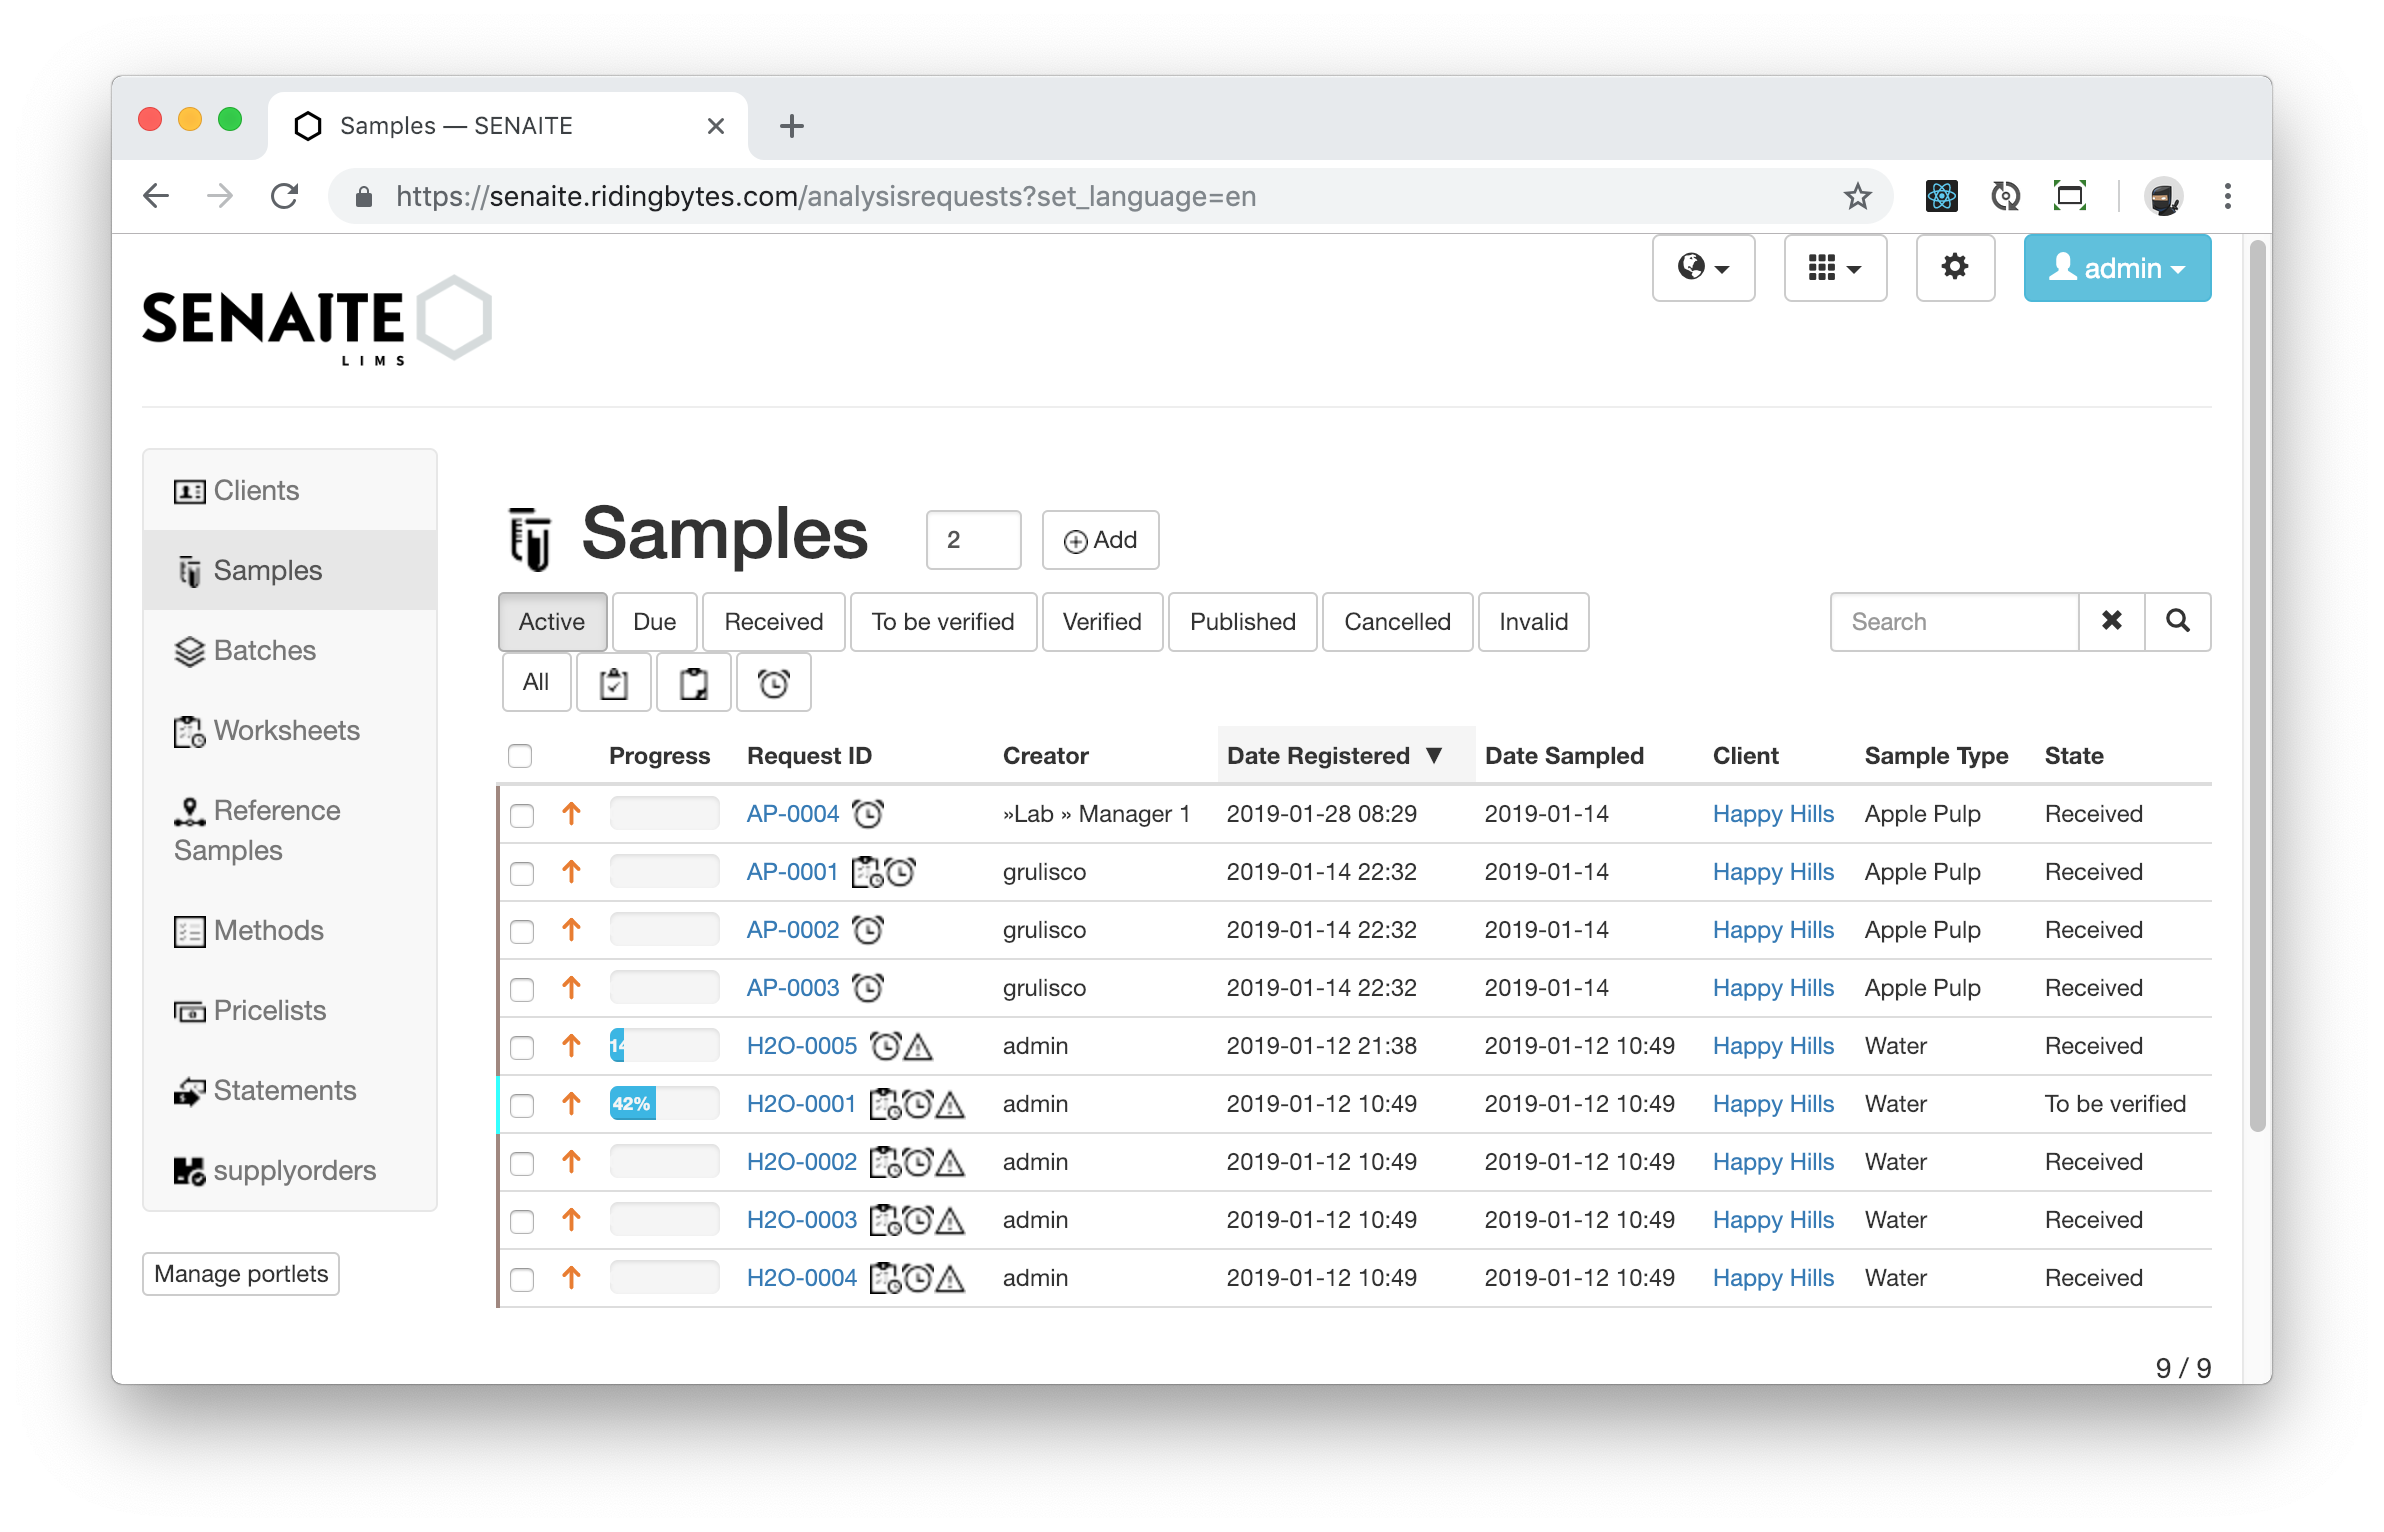 Samples — SENAITE
https://senaite.ridingbytes.com/analysisrequests?set_language=en
admin
SENAITE
LIMS
Clients
Samples
Batches
Worksheets
Reference
Samples
Methods
Pricelists
Statements
supplyorders
Manage portlets
Samples 2 Add
Active Due Received To be verified Verified Published Cancelled Invalid Search
All
Progress Request ID Creator Date Registered ▼ Date Sampled Client Sample Type State
AP-0004 »Lab » Manager 1 2019-01-28 08:29 2019-01-14 Happy Hills Apple Pulp Received
AP-0001 grulisco 2019-01-14 22:32 2019-01-14 Happy Hills Apple Pulp Received
AP-0002 grulisco 2019-01-14 22:32 2019-01-14 Happy Hills Apple Pulp Received
AP-0003 grulisco 2019-01-14 22:32 2019-01-14 Happy Hills Apple Pulp Received
H2O-0005 admin 2019-01-12 21:38 2019-01-12 10:49 Happy Hills Water Received
42% H2O-0001 admin 2019-01-12 10:49 2019-01-12 10:49 Happy Hills Water To be verified
H2O-0002 admin 2019-01-12 10:49 2019-01-12 10:49 Happy Hills Water Received
H2O-0003 admin 2019-01-12 10:49 2019-01-12 10:49 Happy Hills Water Received
H2O-0004 admin 2019-01-12 10:49 2019-01-12 10:49 Happy Hills Water Received
9 / 9